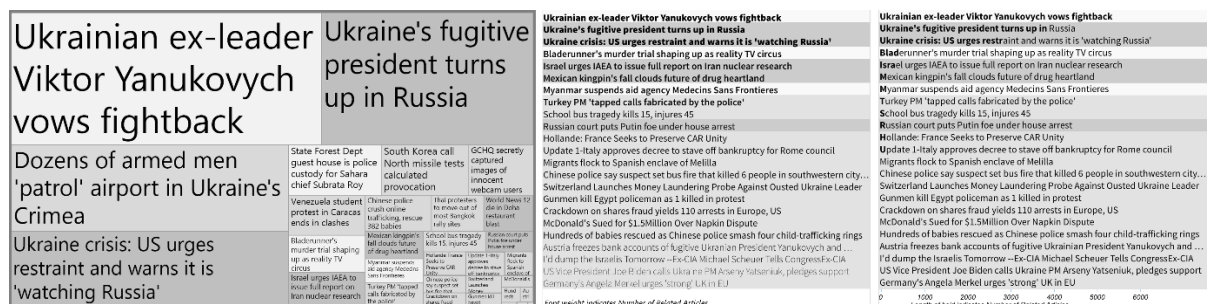 Ukrainian ex-leader
Viktor Yanukovych
vows fightback
Ukraine's fugitive
president turns
up in Russia
Dozens of armed men
'patrol' airport in Ukraine's
Crimea
Ukraine crisis: US urges
restraint and warns it is
'watching Russia'
State Forest Dept
guest house is police
custody for Sahara
chief Subrata Roy
South Korea call
North missile tests
calculated
provocation
GCHQ secretly
captured
images of
innocent
webcam users
Venezuela student
protest in Caracas
ends in clashes
Chinese police
crush online
trafficking, rescue
382 babies
Thai protesters
to move out of
most Bangkok
rally sites
World News 12
die in Doha
restaurant
blast
Bladerunner's
murder trial shaping
up as reality TV
circus
Mexican kingpin's
fall clouds future
of drug heartland
School bus tragedy
kills 15, injures 45
Russian court puts
Putin foe under
house arrest
Israel urges IAEA to
issue full report on
Iran nuclear research
Myanmar suspends
aid agency Medecins
Sans Frontieres
Turkey PM 'tapped
calls fabricated by
the police'
Ukrainian ex-leader Viktor Yanukovych vows fightback
Ukraine's fugitive president turns up in Russia
Ukraine crisis: US urges restraint and warns it is 'watching Russia'
Bladerunner's murder trial shaping up as reality TV circus
Israel urges IAEA to issue full report on Iran nuclear research
Mexican kingpin's fall clouds future of drug heartland
Myanmar suspends aid agency Medecins Sans Frontieres
Turkey PM 'tapped calls fabricated by the police'
School bus tragedy kills 15, injures 45
Russian court puts Putin foe under house arrest
Hollande: France Seeks to Preserve CAR Unity
Update 1-Italy approves decree to stave off bankruptcy for Rome council
Migrants flock to Spanish enclave of Melilla
Chinese police say suspect set bus fire that killed 6 people in southwestern city...
Switzerland Launches Money Laundering Probe Against Ousted Ukraine Leader
Gunmen kill Egypt policeman as 1 killed in protest
Crackdown on shares fraud yields 110 arrests in Europe, US
McDonald's Sued for $1.5Million Over Napkin Dispute
Hundreds of babies rescued as Chinese police smash four child-trafficking rings
Austria freezes bank accounts of fugitive Ukranian President Yanukovych and ...
I'd dump the Israelis Tomorrow --Ex-CIA Michael Scheuer Tells CongressEx-CIA
US Vice President Joe Biden calls Ukraine PM Arseny Yatseniuk, pledges support
Germany's Angela Merkel urges 'strong' UK in EU
Font weight indicates Number of Related Articles
Ukrainian ex-leader Viktor Yanukovych vows fightback
Ukraine's fugitive president turns up in Russia
Ukraine crisis: US urges restraint and warns it is 'watching Russia'
Bladerunner's murder trial shaping up as reality TV circus
Israel urges IAEA to issue full report on Iran nuclear research
Mexican kingpin's fall clouds future of drug heartland
Myanmar suspends aid agency Medecins Sans Frontieres
Turkey PM 'tapped calls fabricated by the police'
School bus tragedy kills 15, injures 45
Russian court puts Putin foe under house arrest
Hollande: France Seeks to Preserve CAR Unity
Update 1-Italy approves decree to stave off bankruptcy for Rome council
Migrants flock to Spanish enclave of Melilla
Chinese police say suspect set bus fire that killed 6 people in southwestern city...
Switzerland Launches Money Laundering Probe Against Ousted Ukraine Leader
Gunmen kill Egypt policeman as 1 killed in protest
Crackdown on shares fraud yields 110 arrests in Europe, US
McDonald's Sued for $1.5Million Over Napkin Dispute
Hundreds of babies rescued as Chinese police smash four child-trafficking rings
Austria freezes bank accounts of fugitive Ukranian President Yanukovych and ...
I'd dump the Israelis Tomorrow --Ex-CIA Michael Scheuer Tells CongressEx-CIA
US Vice President Joe Biden calls Ukraine PM Arseny Yatseniuk, pledges support
Germany's Angela Merkel urges 'strong' UK in EU
0 1000 2000 3000 4000 5000 6000